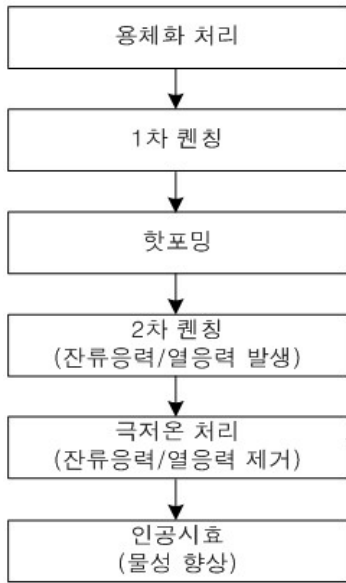 용체화 처리
1차 퀜칭
핫포밍
2차 퀜칭
(잔류응력/열응력 발생)
극저온 처리
(잔류응력/열응력 제거)
인공시효
(물성 향상)